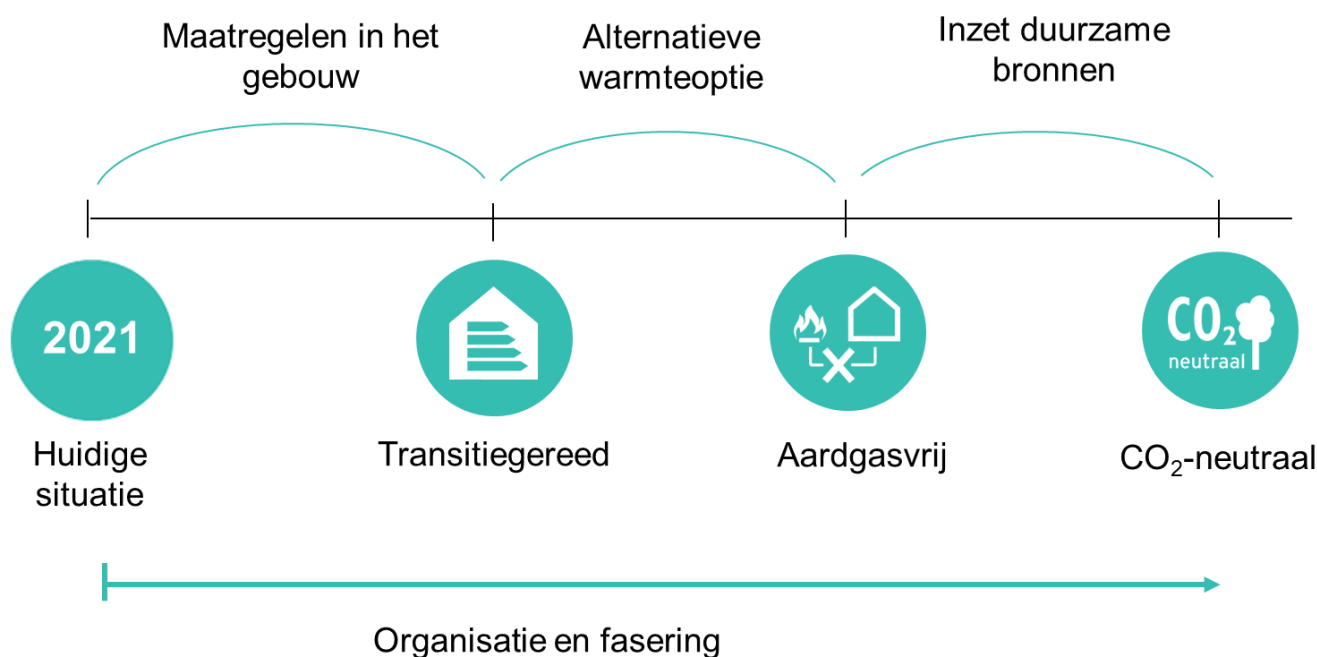 Maatregelen in het
gebouw
Alternatieve
warmteoptie
Inzet duurzame
bronnen
2021
CO₂
neutraal
Huidige
situatie
Transitiegereed
Aardgasvrij
CO₂-neutraal
Organisatie en fasering